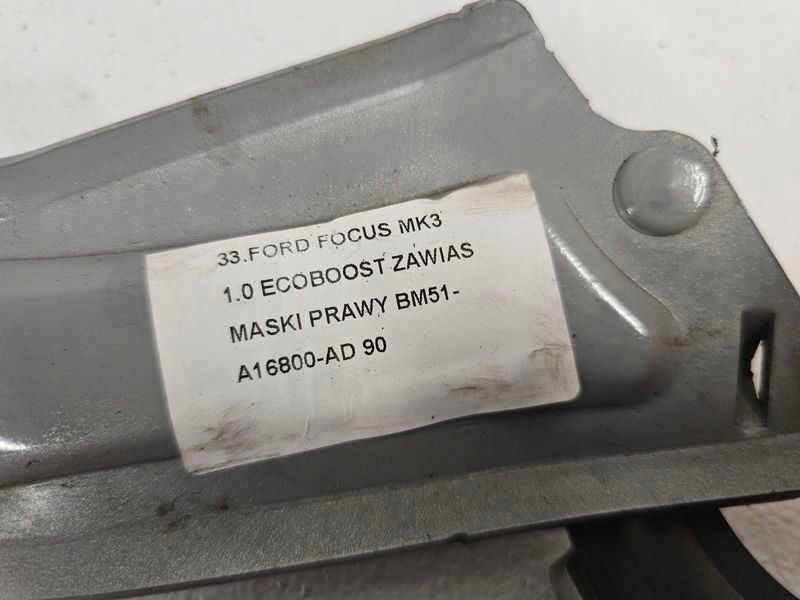 33.FORD FOCUS MK3
1.0 ECOBOOST ZAWIAS
MASKI PRAWY BM51-
A16800-AD 90